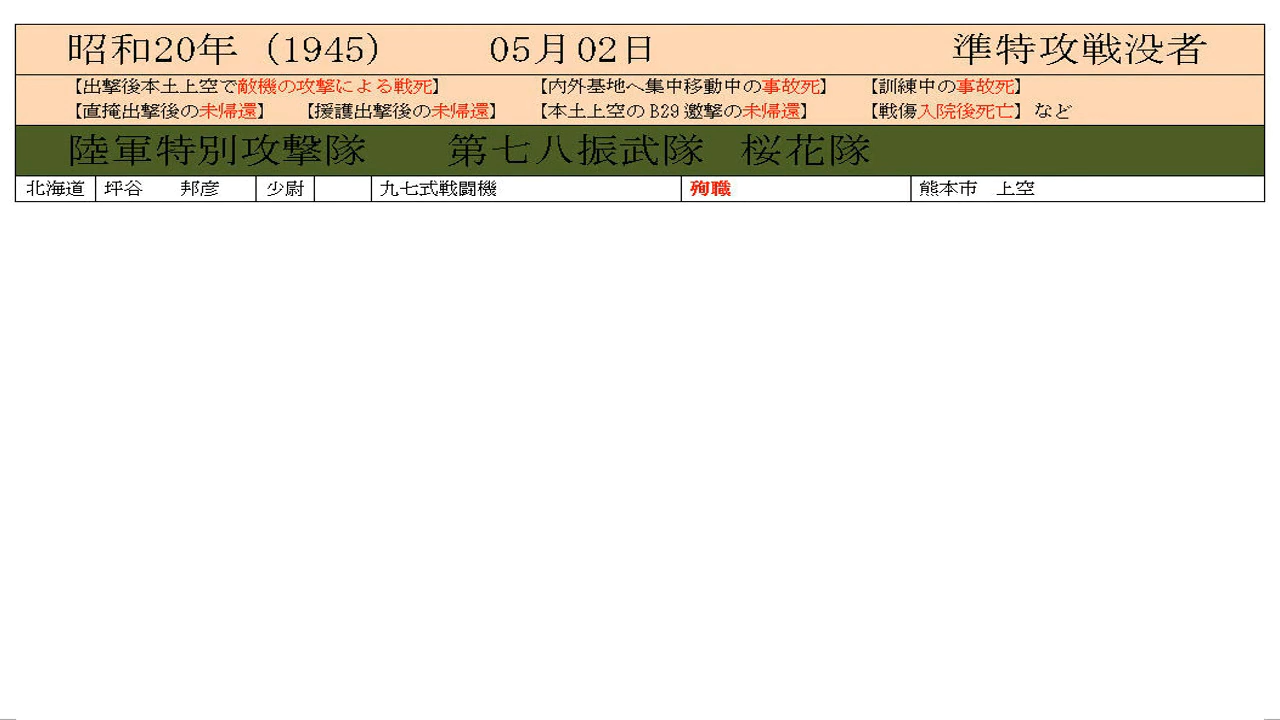 昭和20年（1945） 05月02日 準特攻戦没者
【出撃後本土上空で敵機の攻撃による戦死】 【内外基地へ集中移動中の事故死】 【訓練中の事故死】
【直掩出撃後の未帰還】 【援護出撃後の未帰還】 【本土上空のB29邀撃の未帰還】 【戦傷入院後死亡】など
陸軍特別攻撃隊 第七八振武隊 桜花隊
北海道 坪谷 邦彦 少尉 九七式戦闘機 殉職 熊本市 上空